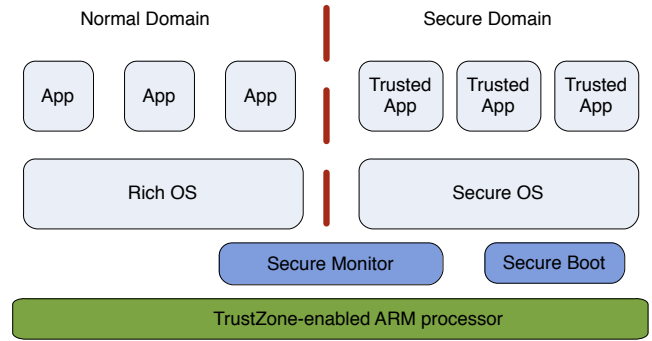 Normal Domain
Secure Domain
App
App
App
Trusted
App
Trusted
App
Trusted
App
Rich OS
Secure OS
Secure Monitor
Secure Boot
TrustZone-enabled ARM processor